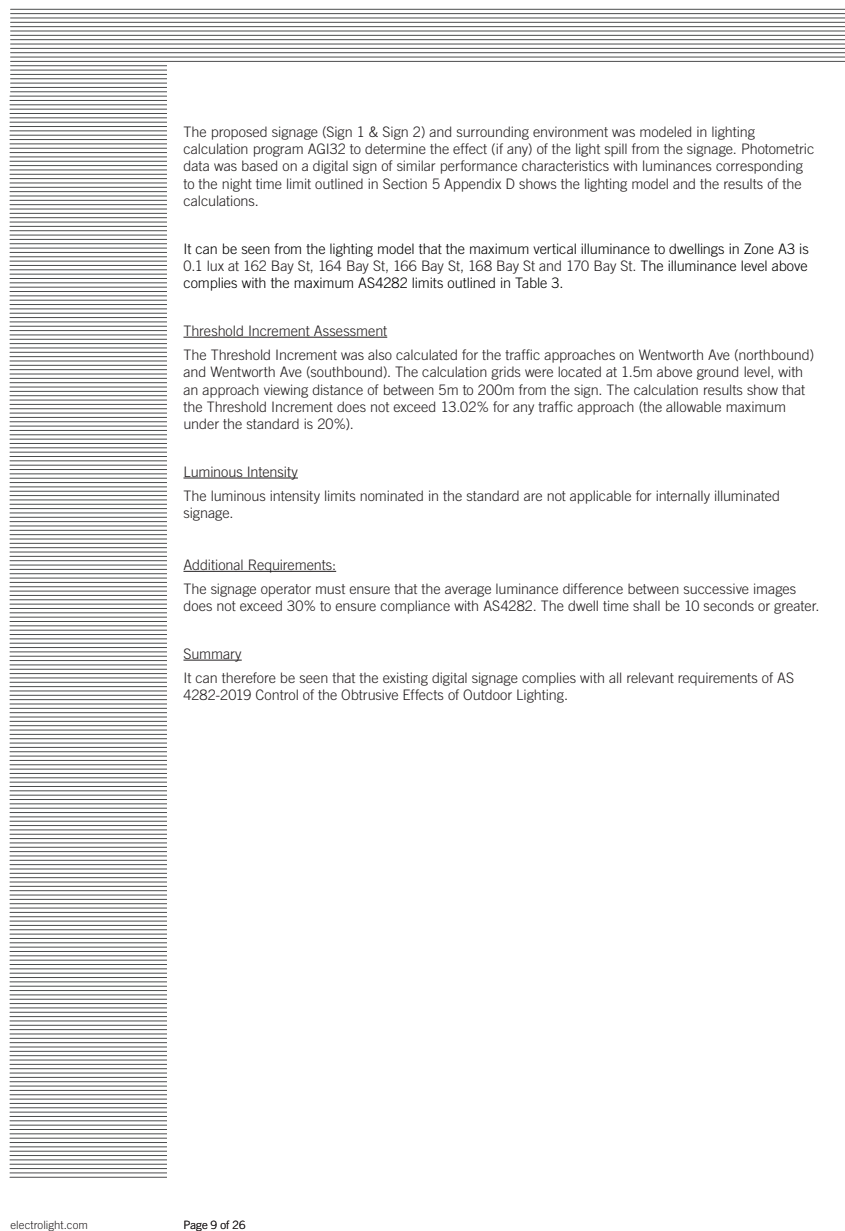 The proposed signage (Sign 1 & Sign 2) and surrounding environment was modeled in lighting
calculation program AGI32 to determine the effect (if any) of the light spill from the signage. Photometric
data was based on a digital sign of similar performance characteristics with luminances corresponding
to the night time limit outlined in Section 5 Appendix D shows the lighting model and the results of the
calculations.
It can be seen from the lighting model that the maximum vertical illuminance to dwellings in Zone A3 is
0.1 lux at 162 Bay St, 164 Bay St, 166 Bay St, 168 Bay St and 170 Bay St. The illuminance level above
complies with the maximum AS4282 limits outlined in Table 3.
Threshold Increment Assessment
The Threshold Increment was also calculated for the traffic approaches on Wentworth Ave (northbound)
and Wentworth Ave (southbound). The calculation grids were located at 1.5m above ground level, with
an approach viewing distance of between 5m to 200m from the sign. The calculation results show that
the Threshold Increment does not exceed 13.02% for any traffic approach (the allowable maximum
under the standard is 20%).
Luminous Intensity
The luminous intensity limits nominated in the standard are not applicable for internally illuminated
signage.
Additional Requirements:
The signage operator must ensure that the average luminance difference between successive images
does not exceed 30% to ensure compliance with AS4282. The dwell time shall be 10 seconds or greater.
Summary
It can therefore be seen that the existing digital signage complies with all relevant requirements of AS
4282-2019 Control of the Obtrusive Effects of Outdoor Lighting.
electrolight.com
Page 9 of 26